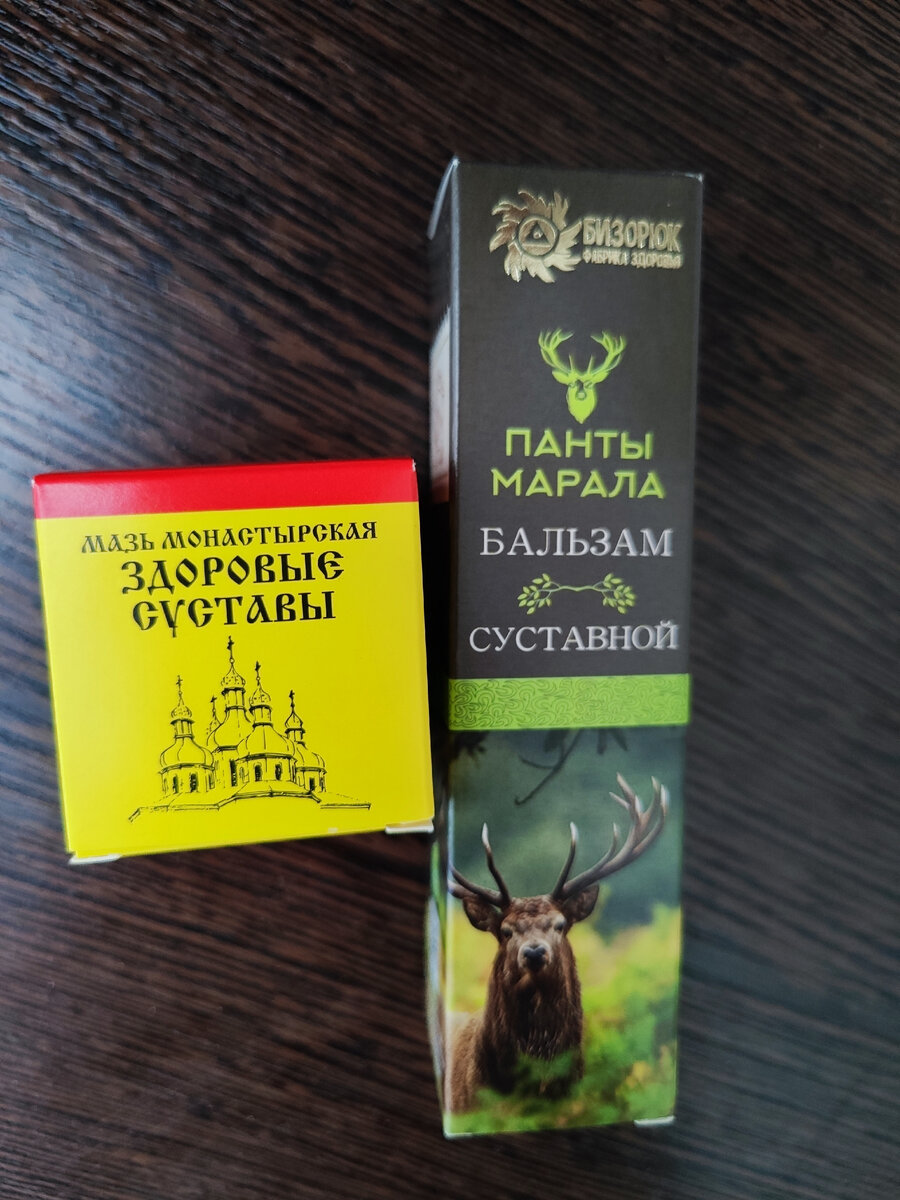 МАЗЬ МОНАСТЫРСКАЯ
ЗДОРОВЫЕ
СУСТАВЫ
БИЗОРЮК
ФАБРИКА ЗДОРОВЬЯ
ПАНТЫ
МАРАЛА
БАЛЬЗАМ
СУСТАВНОЙ